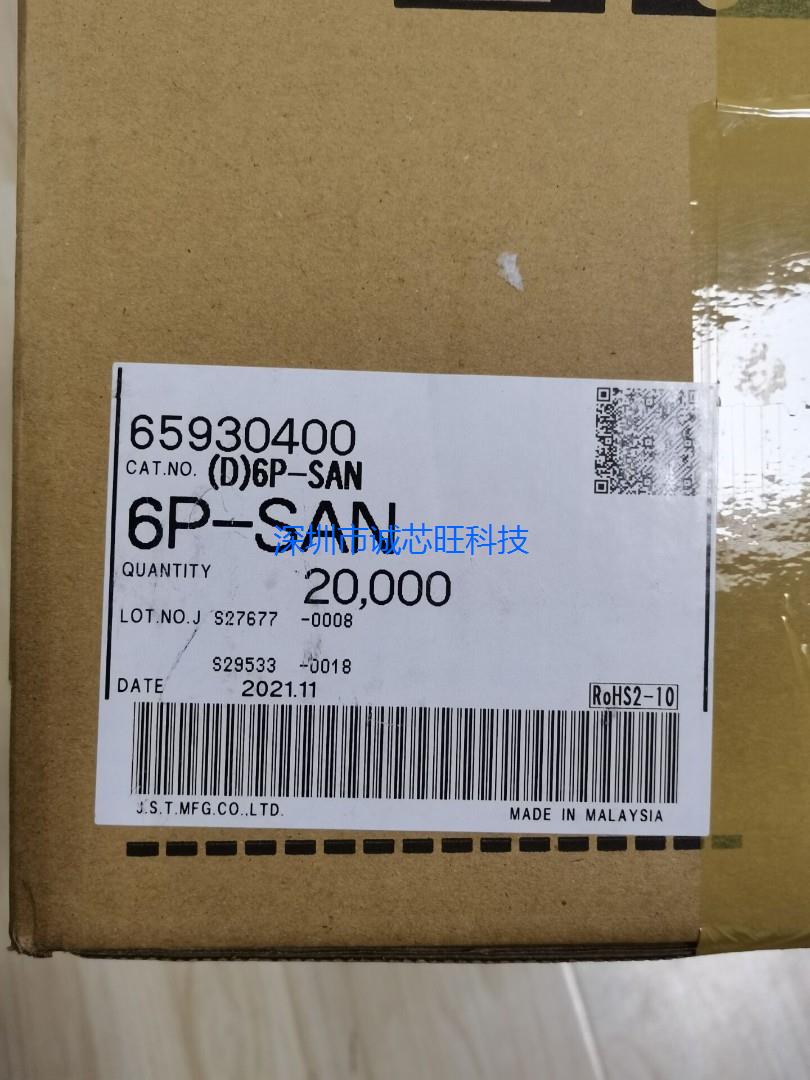 65930400
CAT.NO. (D)6P-SAN
6P-SAN
深圳市诚芯旺科技
QUANTITY 20,000
LOT.NO.J S27677 -0008
S29533 -0018
DATE 2021.11
RoHS2-10
J.S.T.MFG.CO.,LTD. MADE IN MALAYSIA